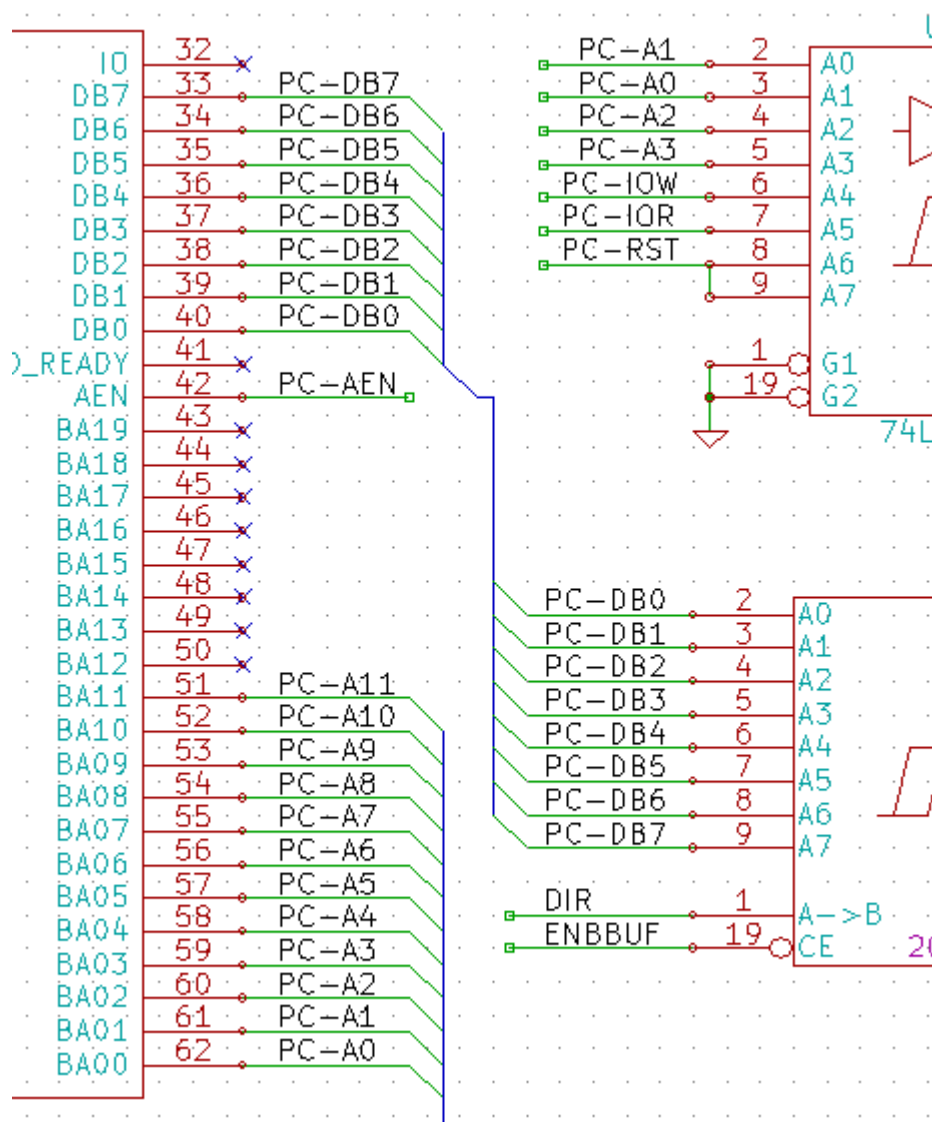 U
IO 32
DB7 33 PC-DB7
DB6 34 PC-DB6
DB5 35 PC-DB5
DB4 36 PC-DB4
DB3 37 PC-DB3
DB2 38 PC-DB2
DB1 39 PC-DB1
DB0 40 PC-DB0
O_READY 41
AEN 42 PC-AEN
BA19 43
BA18 44
BA17 45
BA16 46
BA15 47
BA14 48
BA13 49
BA12 50
BA11 51 PC-A11
BA10 52 PC-A10
BA09 53 PC-A9
BA08 54 PC-A8
BA07 55 PC-A7
BA06 56 PC-A6
BA05 57 PC-A5
BA04 58 PC-A4
BA03 59 PC-A3
BA02 60 PC-A2
BA01 61 PC-A1
BA00 62 PC-A0
PC-A1 2 A0
PC-A0 3 A1
PC-A2 4 A2
PC-A3 5 A3
PC-IOW 6 A4
PC-IOR 7 A5
PC-RST 8 A6
9 A7
1 G1
19 G2
74L
PC-DB0 2 A0
PC-DB1 3 A1
PC-DB2 4 A2
PC-DB3 5 A3
PC-DB4 6 A4
PC-DB5 7 A5
PC-DB6 8 A6
PC-DB7 9 A7
DIR 1 A->B
ENBBUF 19 CE
20